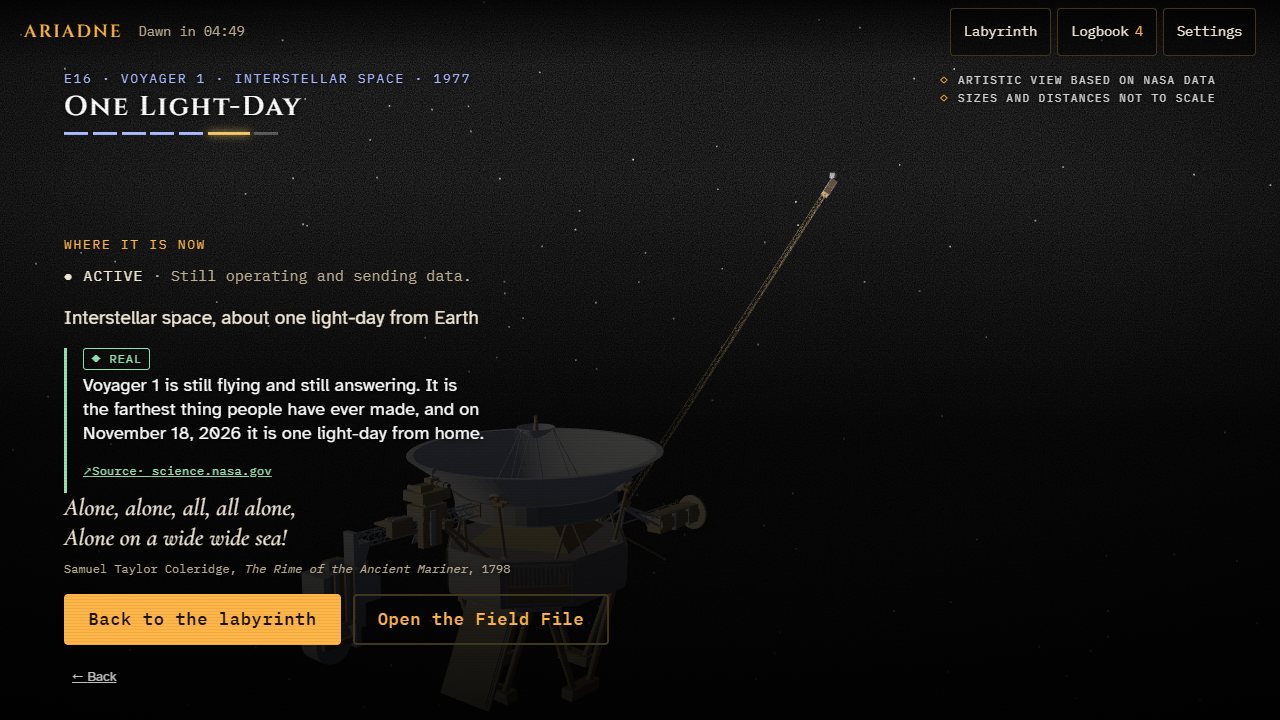 ARIADNE Dawn in 04:49 Labyrinth Logbook 4 Settings
E16 · VOYAGER 1 · INTERSTELLAR SPACE · 1977
One Light-Day
◇ ARTISTIC VIEW BASED ON NASA DATA
◇ SIZES AND DISTANCES NOT TO SCALE
WHERE IT IS NOW
● ACTIVE · Still operating and sending data.
Interstellar space, about one light-day from Earth
◆ REAL
Voyager 1 is still flying and still answering. It is
the farthest thing people have ever made, and on
November 18, 2026 it is one light-day from home.
↗Source· science.nasa.gov
Alone, alone, all, all alone,
Alone on a wide wide sea!
Samuel Taylor Coleridge, The Rime of the Ancient Mariner, 1798
Back to the labyrinth Open the Field File
← Back